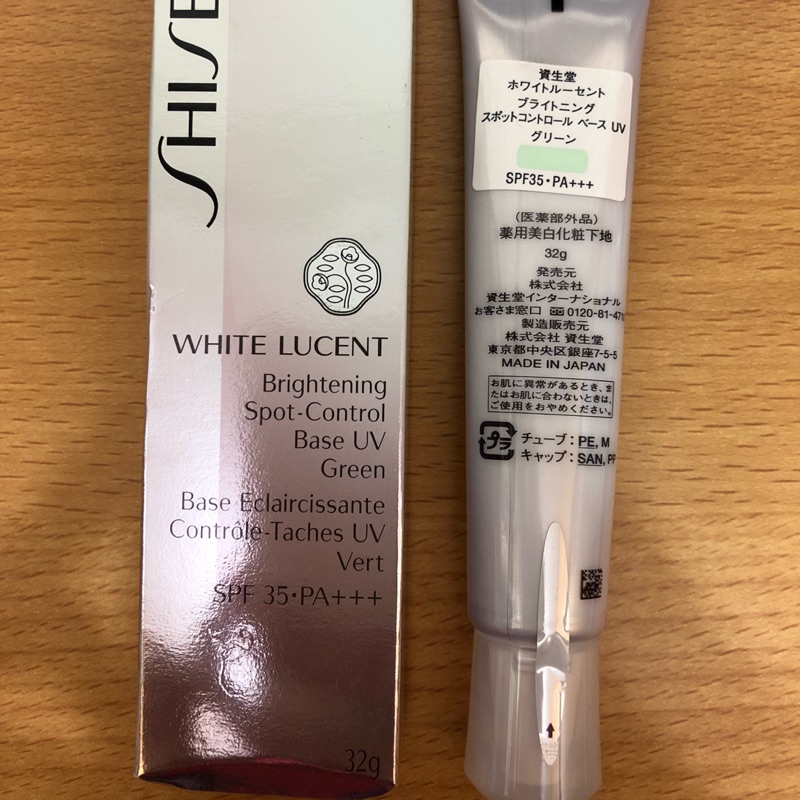 SHISE
WHITE LUCENT
Brightening
Spot-Control
Base UV
Green
Base Eclaircissante
Contrôle-Taches UV
Vert
SPF 35・PA+++
32g
資生堂
ホワイトルーセント
ブライトニング
スポットコントロール ベース UV
グリーン
SPF35・PA+++
(医薬部外品)
薬用美白化粧下地
32g
発売元
株式会社
資生堂インターナショナル
お客さま窓口 0120-81-471
製造販売元
株式会社 資生堂
東京都中央区銀座7-5-5
MADE IN JAPAN
お肌に異常があるとき、ま
たはお肌に合わないときは、
ご使用をおやめください。
プラ
チューブ : PE, M
キャップ : SAN, PP